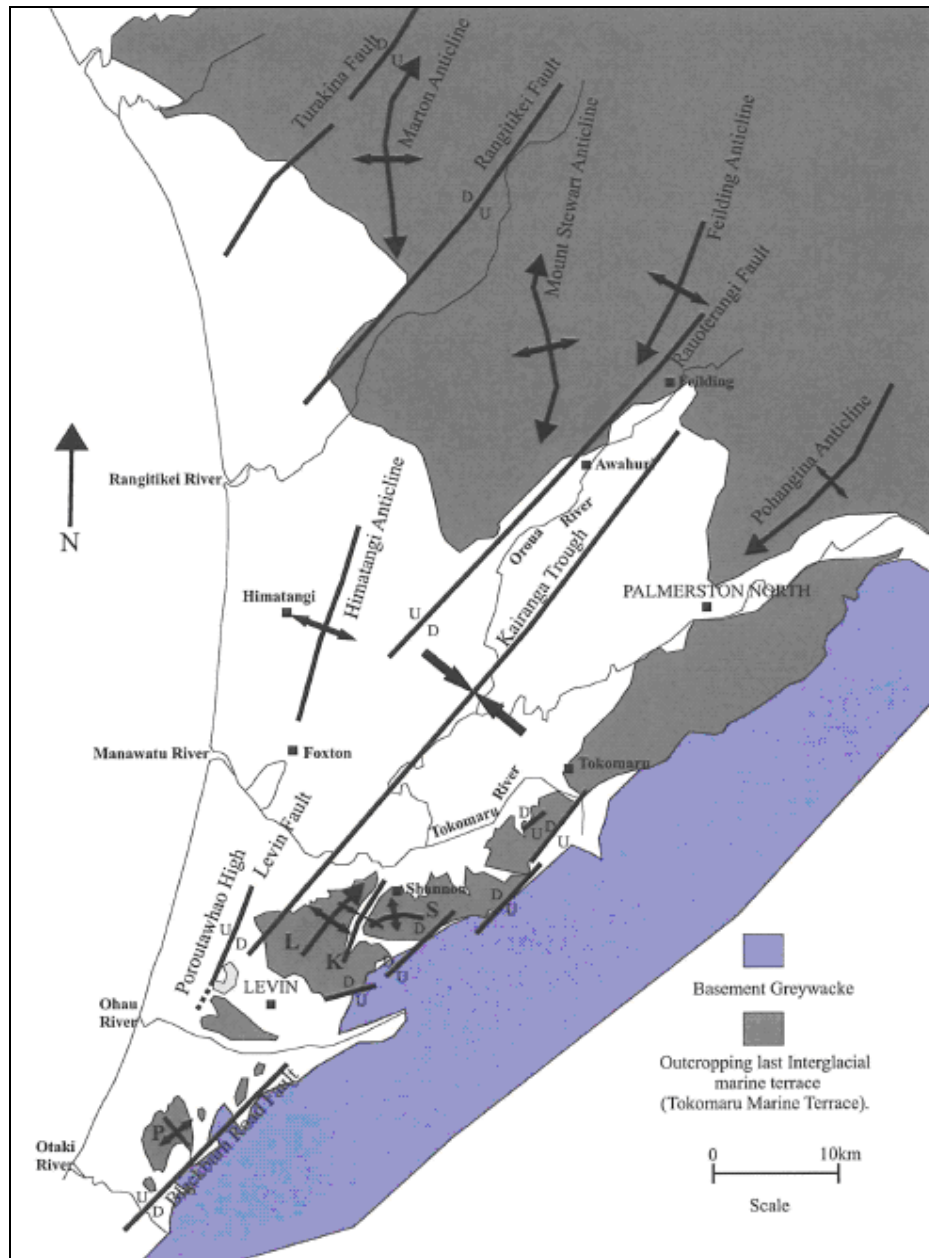 Turakina Fault
D
U
Marton Anticline
Rangitikei Fault
D
U
Mount Stewart Anticline
Feilding Anticline
Rauoterangi Fault
Feilding
Pohangina Anticline
Awahuri
Rangitikei River
N
Oroua River
Himatangi Anticline
Himatangi
Kairanga Trough
PALMERSTON NORTH
U
D
Manawatu River
Foxton
Tokomaru
Tokomaru River
D
U
D
U
Levin Fault
Poroutawhao High
Shannon
U
D
L
K
S
D
D
U
D
U
D
U
LEVIN
Ohau
River
Basement Greywacke
Outcropping last Interglacial
marine terrace
(Tokomaru Marine Terrace).
P
Blackburn Road Fault
Otaki
River
U
D
0
10km
Scale